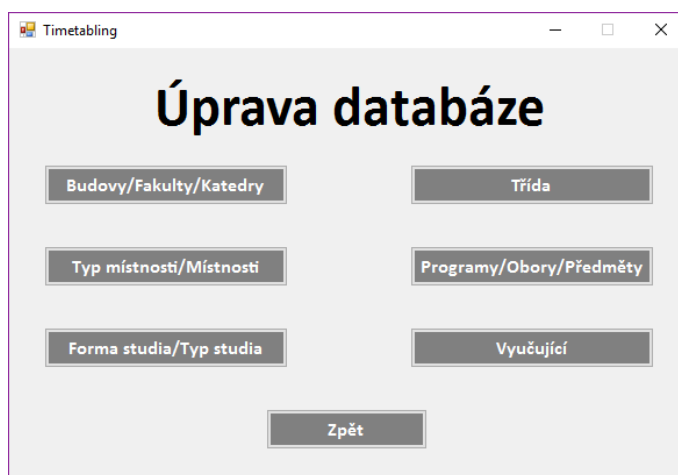 Timetabling
Úprava databáze
Budovy/Fakulty/Katedry
Třída
Typ místnosti/Místnosti
Programy/Obory/Předměty
Forma studia/Typ studia
Vyučující
Zpět